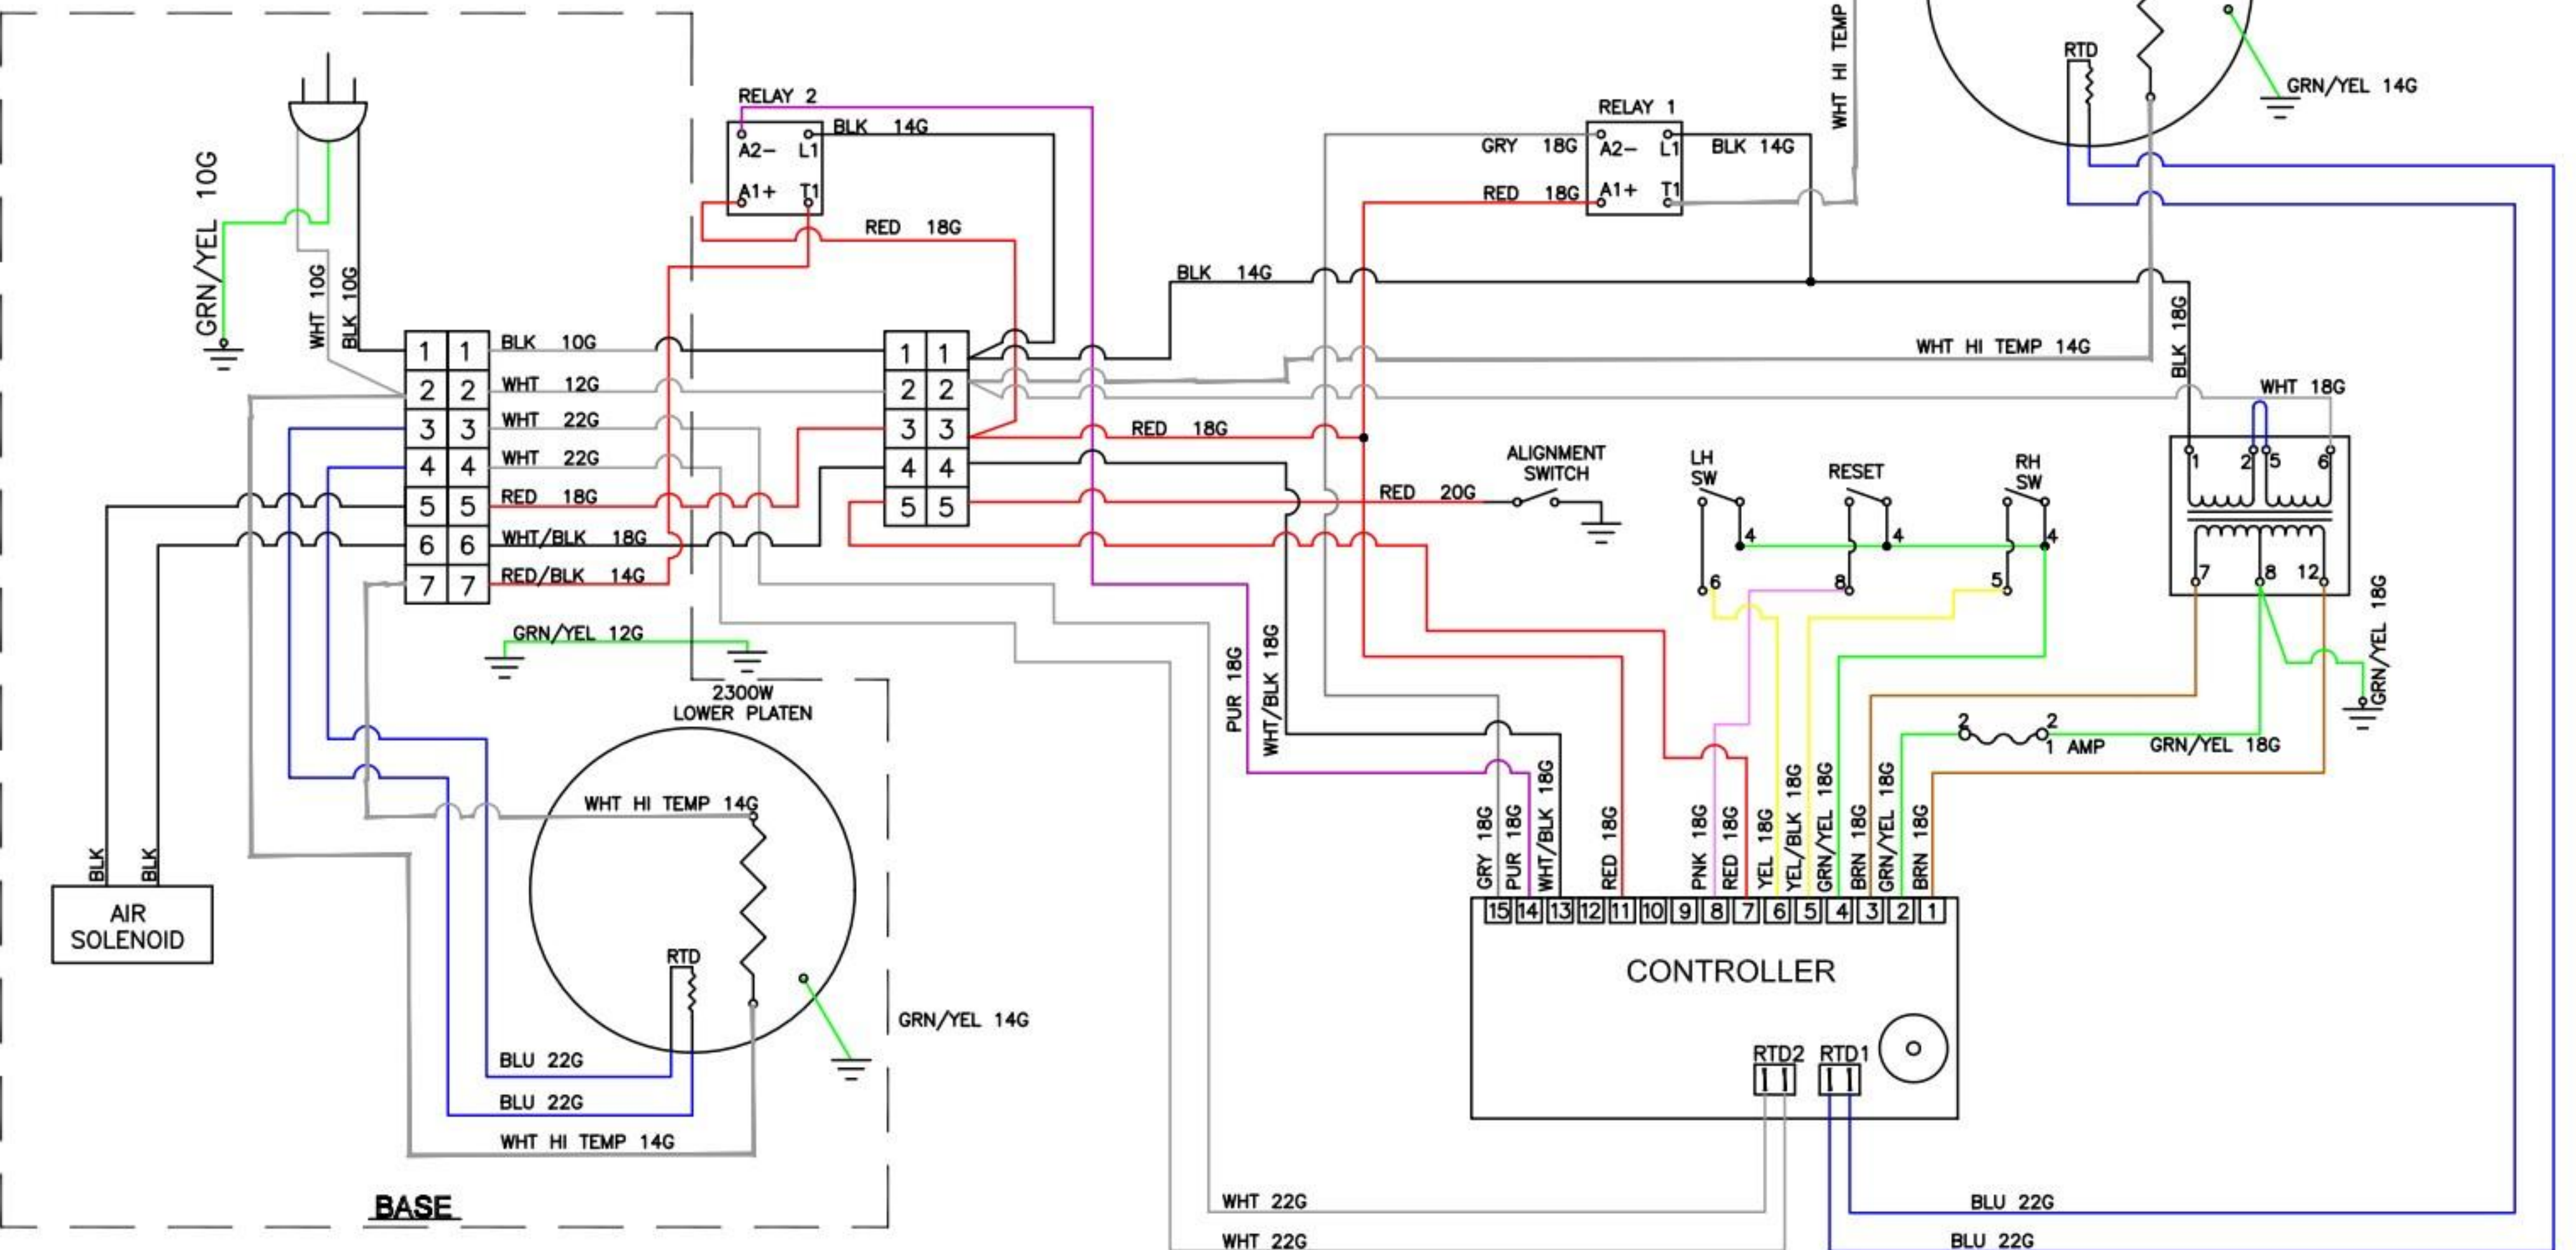 WHT HI TEMP
RTD
GRN/YEL 14G
RELAY 2
BLK 14G
A2- L1
A1+ T1
RED 18G
RELAY 1
GRY 18G
A2- L1
BLK 14G
RED 18G
A1+ T1
GRN/YEL 10G
WHT 10G
BLK 10G
BLK 14G
BLK 18G
WHT HI TEMP 14G
WHT 18G
1 1 BLK 10G
2 2 WHT 12G
3 3 WHT 22G
4 4 WHT 22G
5 5 RED 18G
6 6 WHT/BLK 18G
7 7 RED/BLK 14G
1 1
2 2
3 3
4 4
5 5
RED 18G
ALIGNMENT
SWITCH
RED 20G
LH
SW
RESET
RH
SW
4
4
4
6
8
5
1 2 5 6
7 8 12
GRN/YEL 18G
GRN/YEL 12G
2300W
LOWER PLATEN
PUR 18G
WHT/BLK 18G
2 2
1 AMP
GRN/YEL 18G
WHT HI TEMP 14G
GRY 18G
PUR 18G
WHT/BLK 18G
RED 18G
PNK 18G
RED 18G
YEL 18G
YEL/BLK 18G
GRN/YEL 18G
BRN 18G
GRN/YEL 18G
BRN 18G
15 14 13 12 11 10 9 8 7 6 5 4 3 2 1
CONTROLLER
RTD2 RTD1
BLK
BLK
AIR
SOLENOID
RTD
GRN/YEL 14G
BLU 22G
BLU 22G
WHT HI TEMP 14G
BASE
WHT 22G
BLU 22G
WHT 22G
BLU 22G